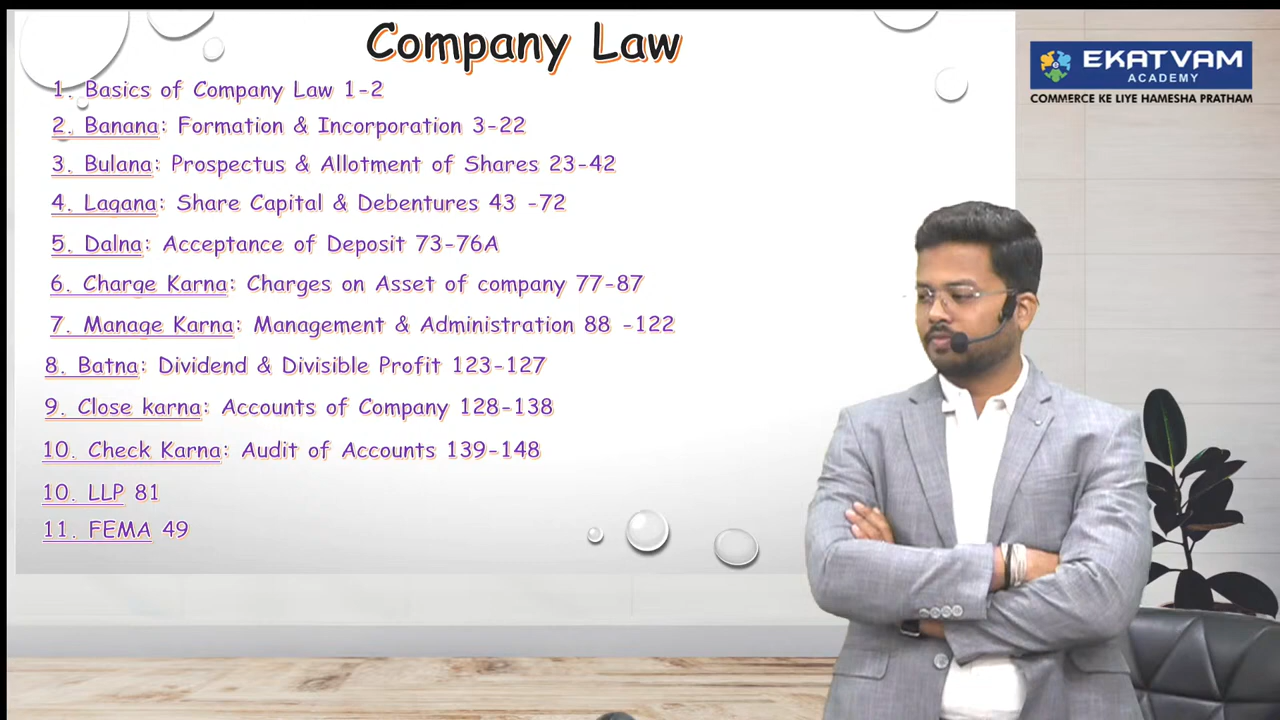 Company Law
1. Basics of Company Law 1-2
2. Banana: Formation & Incorporation 3-22
3. Bulana: Prospectus & Allotment of Shares 23-42
4. Lagana: Share Capital & Debentures 43 -72
5. Dalna: Acceptance of Deposit 73-76A
6. Charge Karna: Charges on Asset of company 77-87
7. Manage Karna: Management & Administration 88 -122
8. Batna: Dividend & Divisible Profit 123-127
9. Close karna: Accounts of Company 128-138
10. Check Karna: Audit of Accounts 139-148
10. LLP 81
11. FEMA 49
EKATVAM
ACADEMY
COMMERCE KE LIYE HAMESHA PRATHAM